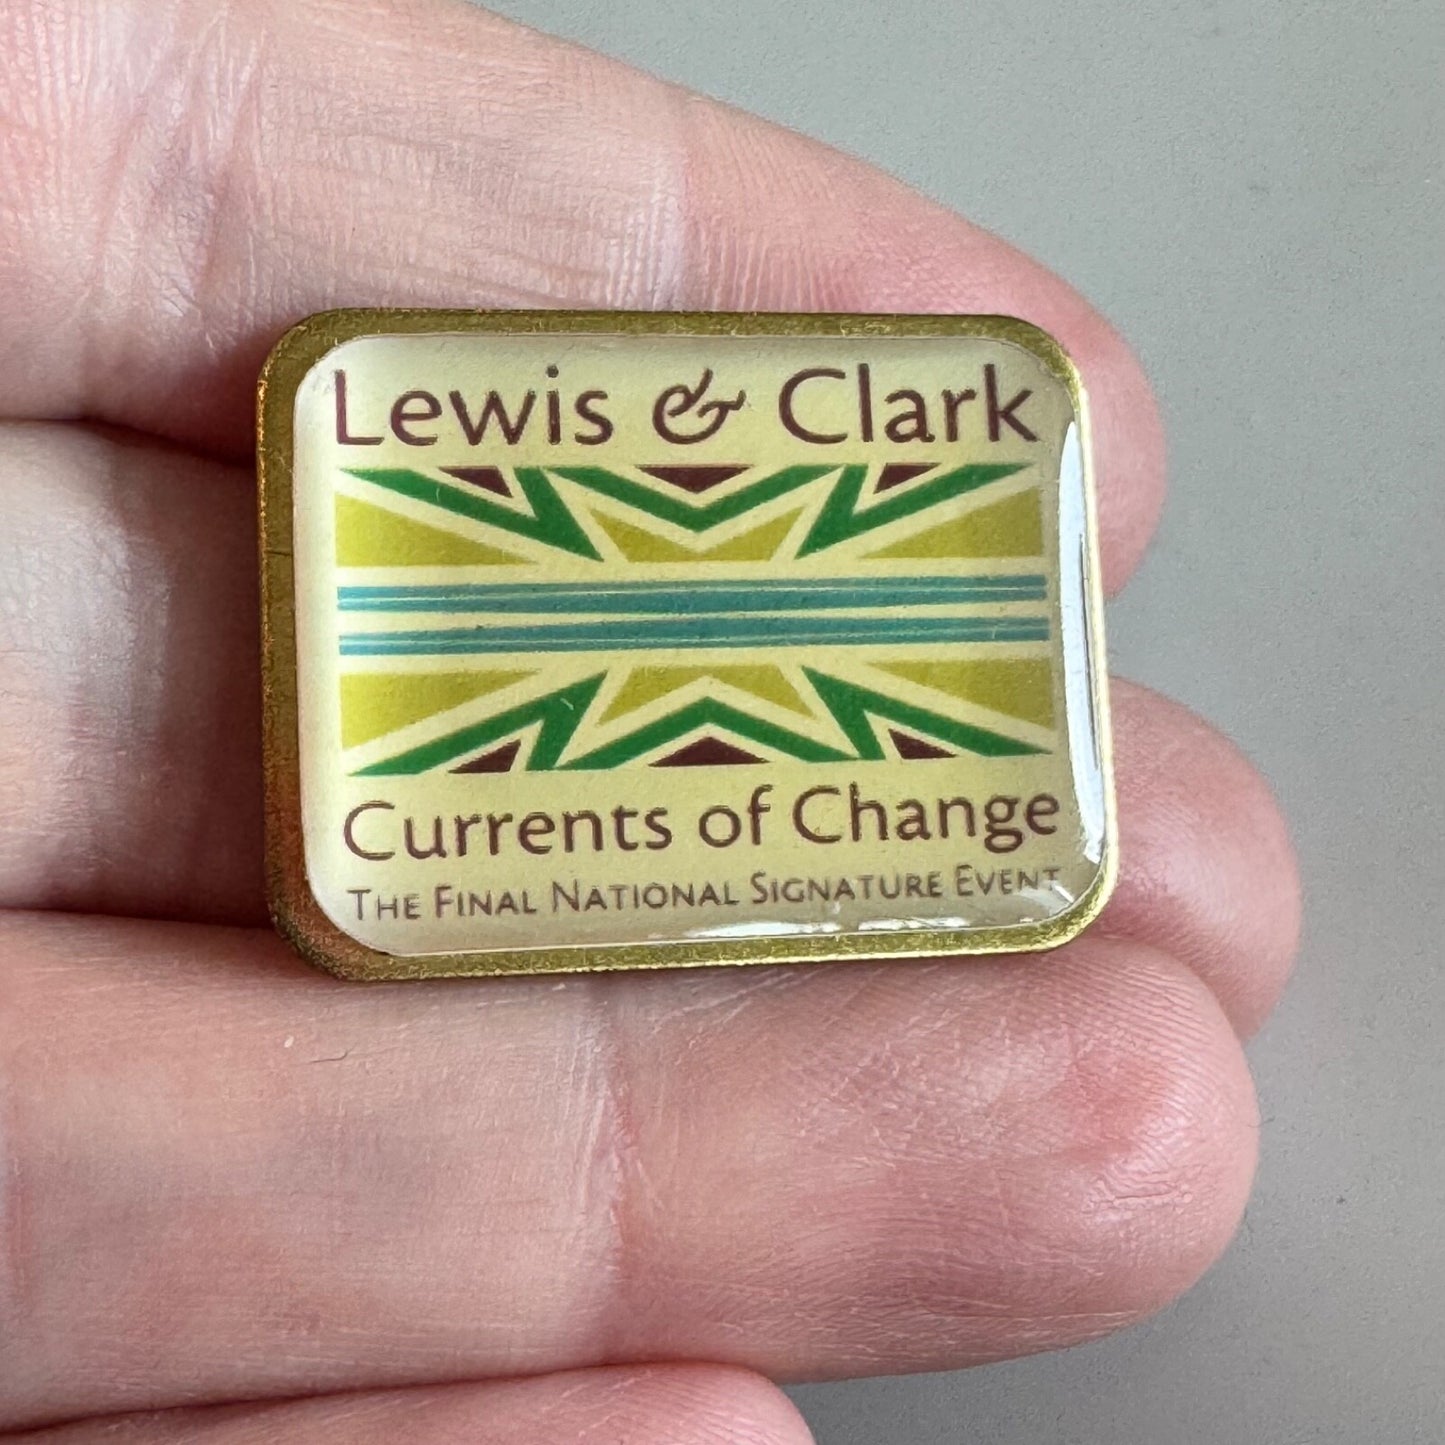 Lewis & Clark
Currents of Change
The Final National Signature Event